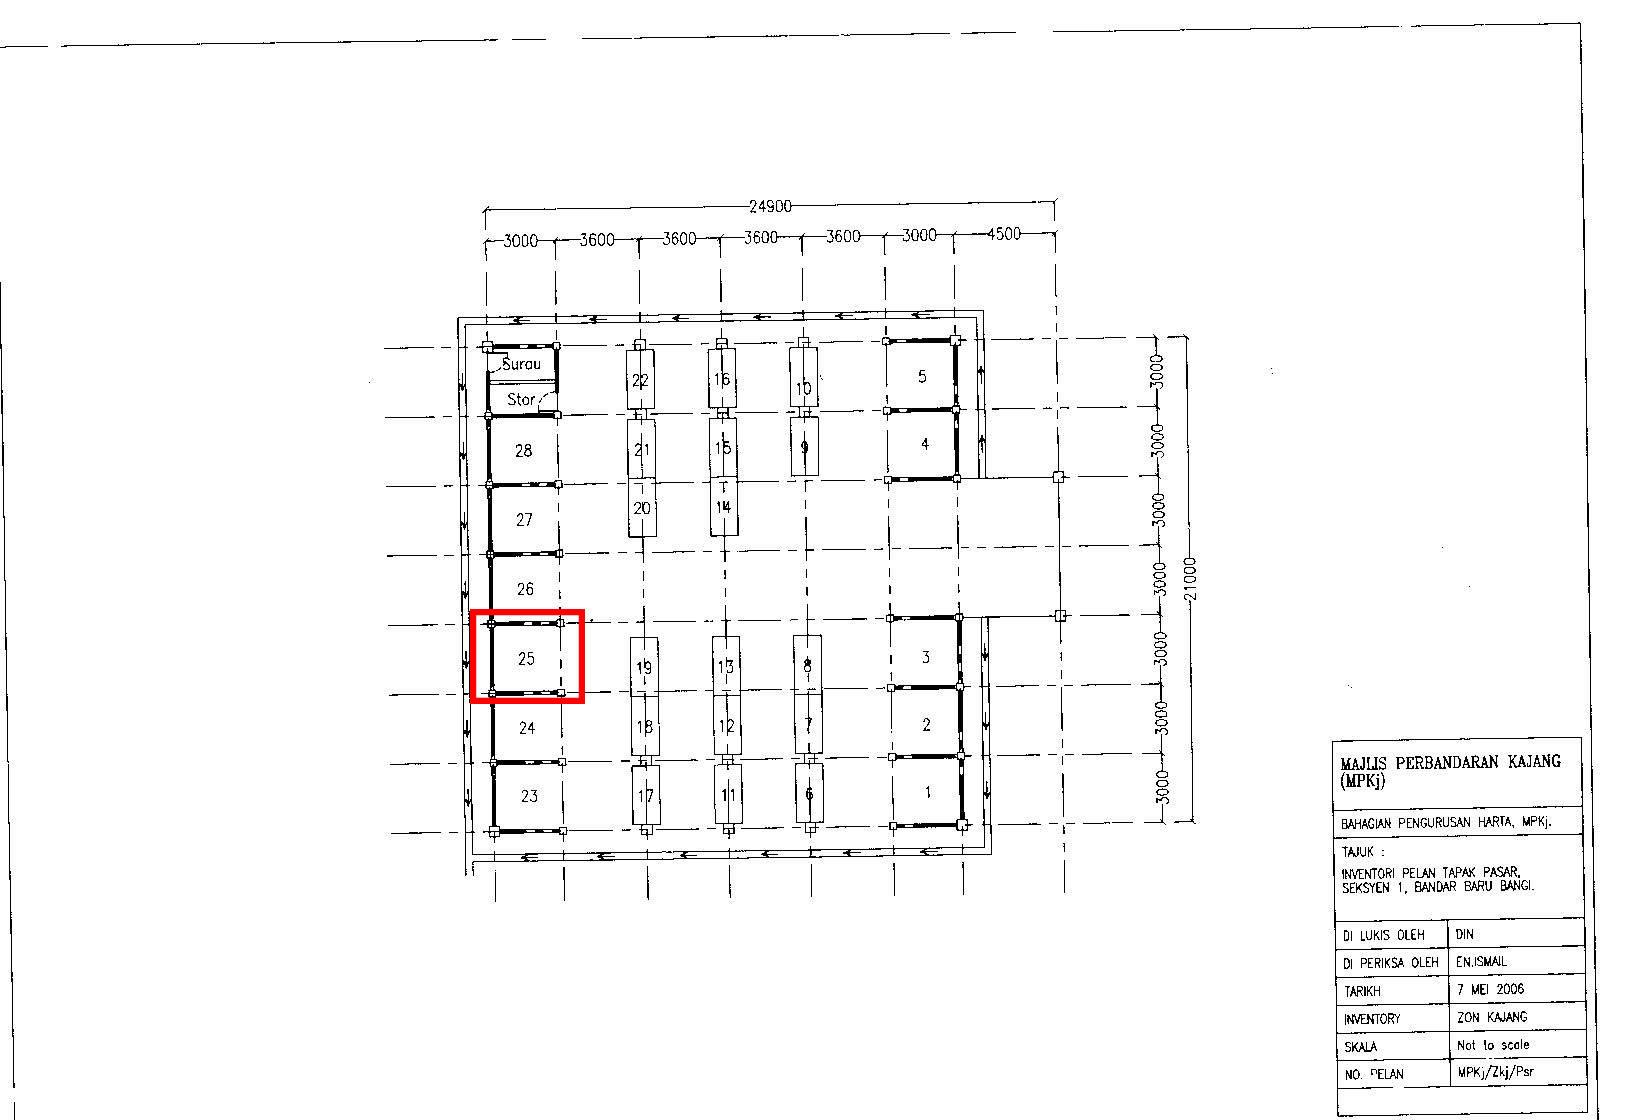 24900
3000 3600 3600 3600 3600 3000 4500
Surau
Stor
22 16 10 5
28 21 15 9 4
27 20 14
26
25 19 13 8 3
24 18 12 7 2
23 17 11 6 1
3000
3000
3000
3000
3000
3000
3000
21000
MAJLIS PERBANDARAN KAJANG
(MPKj)
BAHAGIAN PENGURUSAN HARTA, MPKj.
TAJUK :
INVENTORI PELAN TAPAK PASAR,
SEKSYEN 1, BANDAR BARU BANGI.
DI LUKIS OLEH DIN
DI PERIKSA OLEH EN.ISMAIL
TARIKH 7 MEI 2006
INVENTORY ZON KAJANG
SKALA Not to scale
NO. PELAN MPKj/Zkj/Psr